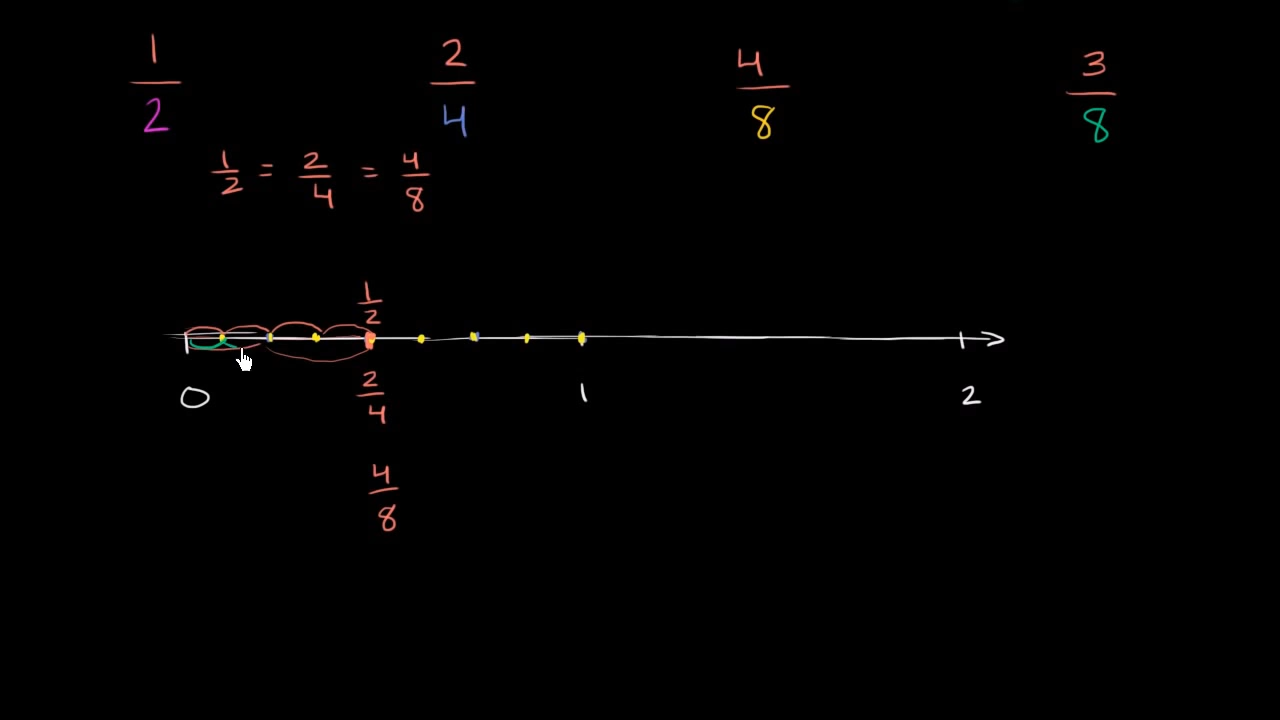 1/2 2/4 4/8 3/8
1/2 = 2/4 = 4/8
1/2
0 1 2
2/4
4/8